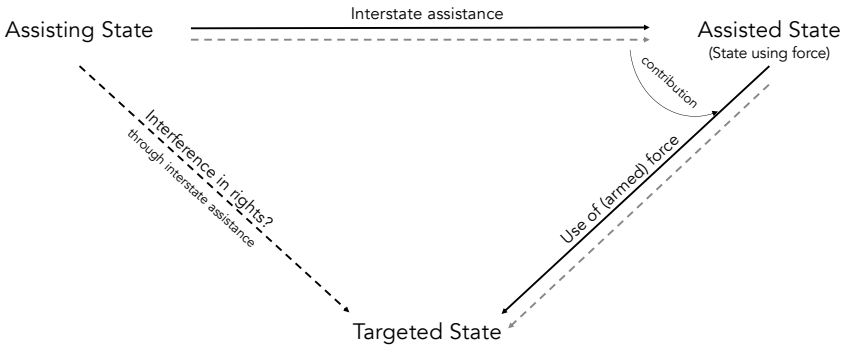 Interstate assistance
Assisting State
Assisted State
(State using force)
contribution
Interference in rights?
through interstate assistance
Use of (armed) force
Targeted State